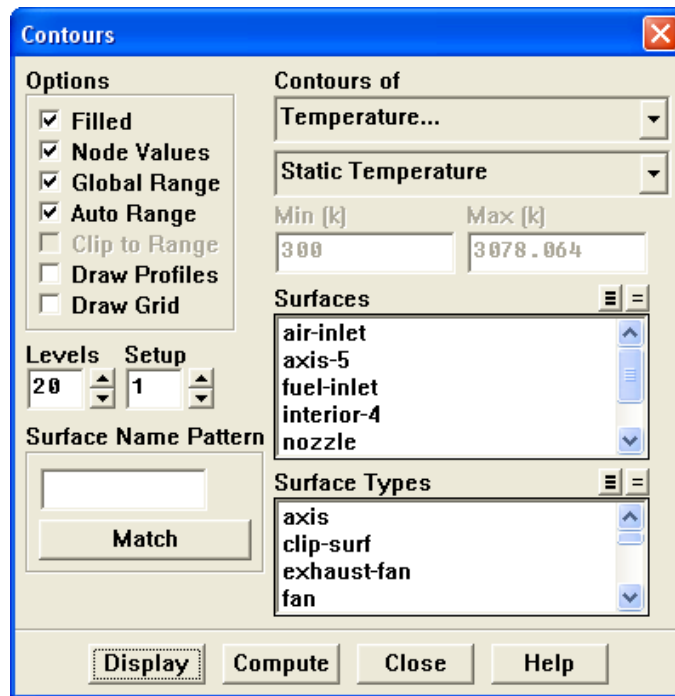 Contours
Options
Filled
Node Values
Global Range
Auto Range
Clip to Range
Draw Profiles
Draw Grid
Levels Setup
20 1
Surface Name Pattern
Match
Contours of
Temperature...
Static Temperature
Min (k) Max (k)
300 3078.064
Surfaces
air-inlet
axis-5
fuel-inlet
interior-4
nozzle
Surface Types
axis
clip-surf
exhaust-fan
fan
Display Compute Close Help